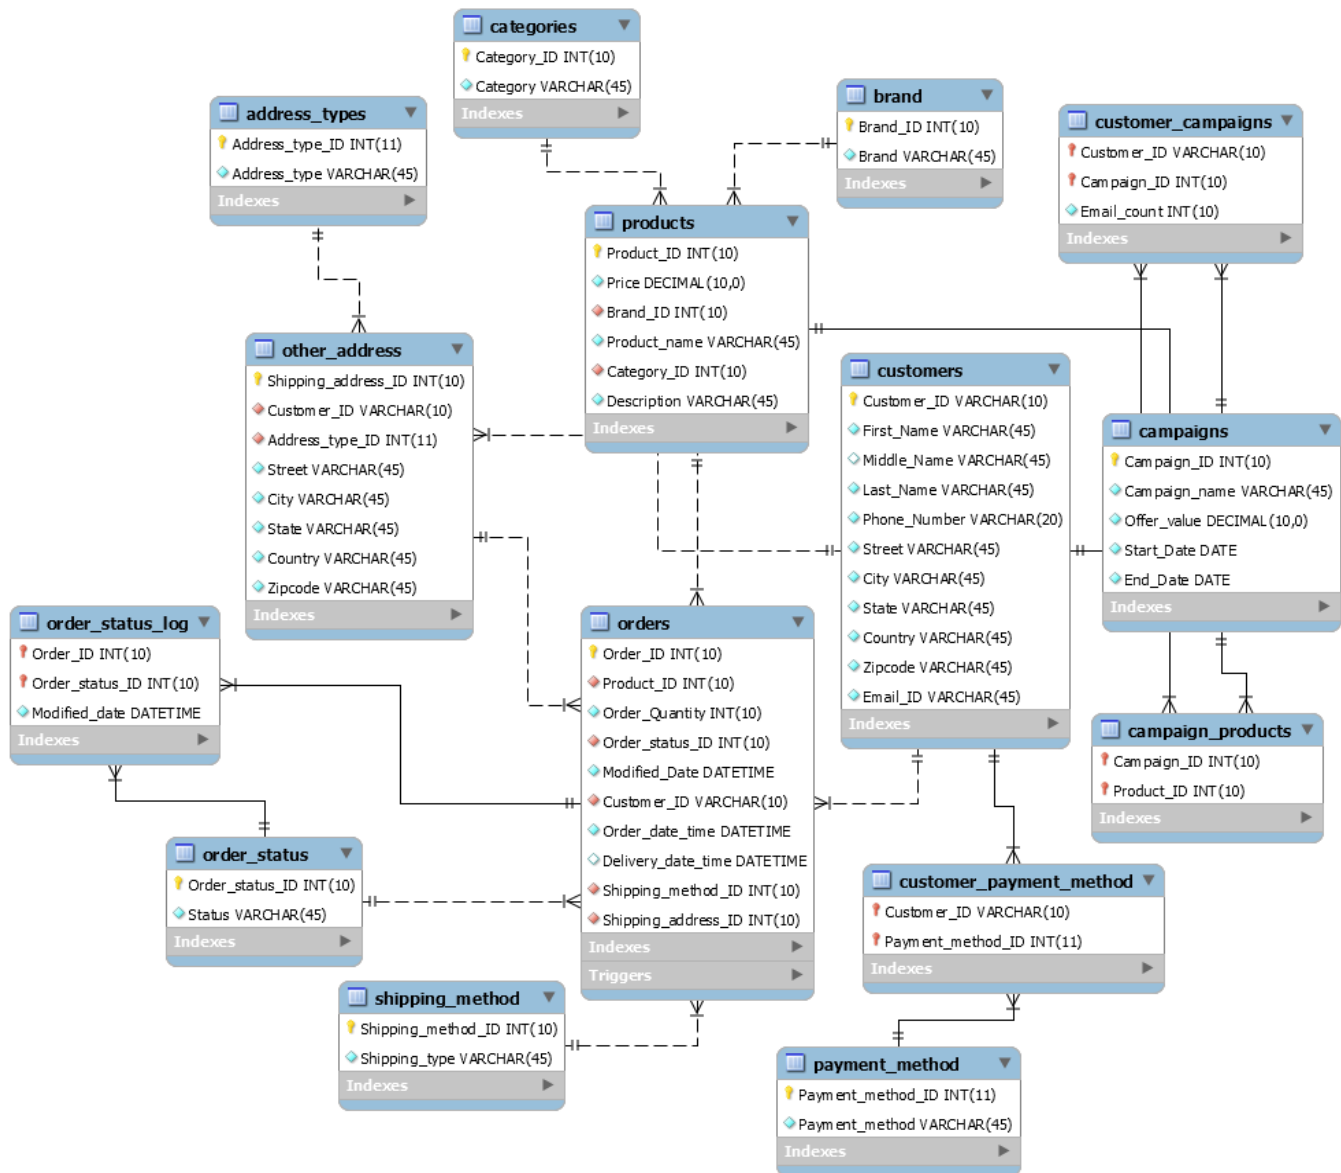 categories
Category_ID INT(10)
Category VARCHAR(45)
Indexes
address_types
Address_type_ID INT(11)
Address_type VARCHAR(45)
Indexes
brand
Brand_ID INT(10)
Brand VARCHAR(45)
Indexes
customer_campaigns
Customer_ID VARCHAR(10)
Campaign_ID INT(10)
Email_count INT(10)
Indexes
products
Product_ID INT(10)
Price DECIMAL(10,0)
Brand_ID INT(10)
Product_name VARCHAR(45)
Category_ID INT(10)
Description VARCHAR(45)
Indexes
other_address
Shipping_address_ID INT(10)
Customer_ID VARCHAR(10)
Address_type_ID INT(11)
Street VARCHAR(45)
City VARCHAR(45)
State VARCHAR(45)
Country VARCHAR(45)
Zipcode VARCHAR(45)
Indexes
customers
Customer_ID VARCHAR(10)
First_Name VARCHAR(45)
Middle_Name VARCHAR(45)
Last_Name VARCHAR(45)
Phone_Number VARCHAR(20)
Street VARCHAR(45)
City VARCHAR(45)
State VARCHAR(45)
Country VARCHAR(45)
Zipcode VARCHAR(45)
Email_ID VARCHAR(45)
Indexes
campaigns
Campaign_ID INT(10)
Campaign_name VARCHAR(45)
Offer_value DECIMAL(10,0)
Start_Date DATE
End_Date DATE
Indexes
order_status_log
Order_ID INT(10)
Order_status_ID INT(10)
Modified_date DATETIME
Indexes
orders
Order_ID INT(10)
Product_ID INT(10)
Order_Quantity INT(10)
Order_status_ID INT(10)
Modified_Date DATETIME
Customer_ID VARCHAR(10)
Order_date_time DATETIME
Delivery_date_time DATETIME
Shipping_method_ID INT(10)
Shipping_address_ID INT(10)
Indexes
Triggers
campaign_products
Campaign_ID INT(10)
Product_ID INT(10)
Indexes
order_status
Order_status_ID INT(10)
Status VARCHAR(45)
Indexes
customer_payment_method
Customer_ID VARCHAR(10)
Payment_method_ID INT(11)
Indexes
shipping_method
Shipping_method_ID INT(10)
Shipping_type VARCHAR(45)
Indexes
payment_method
Payment_method_ID INT(11)
Payment_method VARCHAR(45)
Indexes